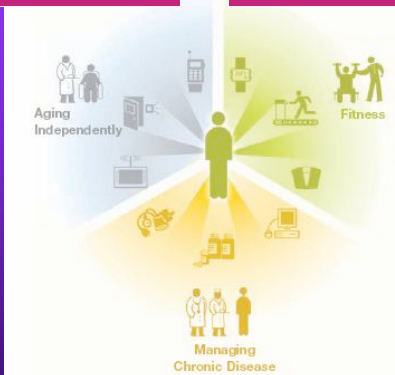 Aging
Independently
Fitness
Managing
Chronic Disease